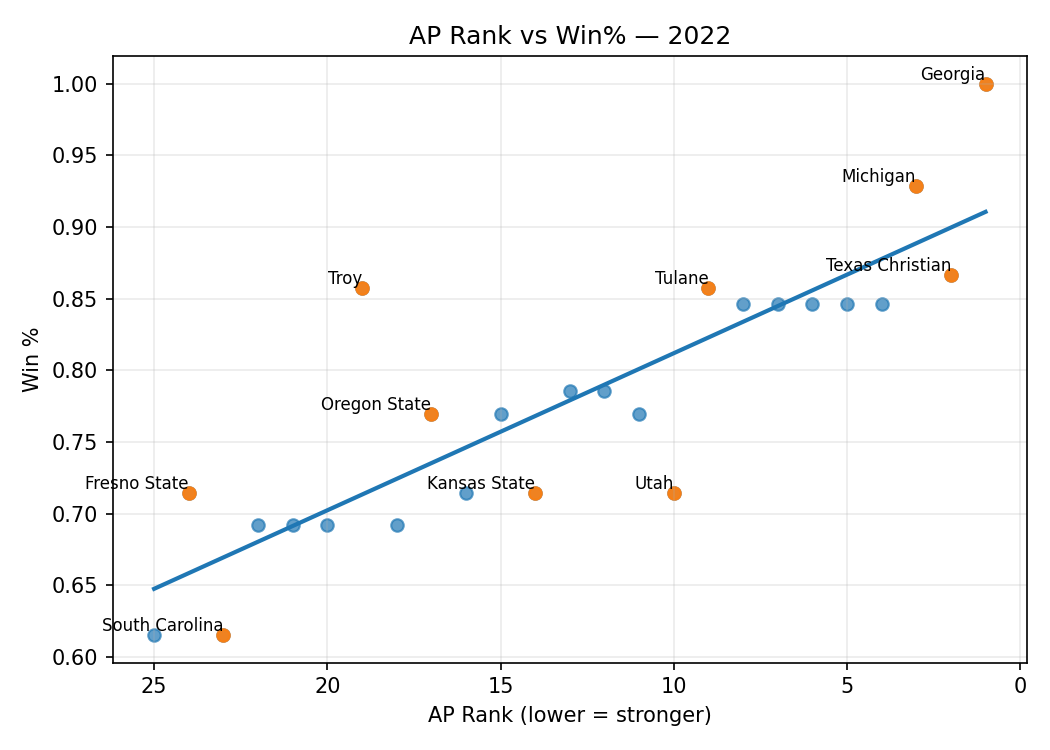 AP Rank vs Win% — 2022
Georgia
1.00
0.95
Michigan
0.90
Texas Christian
Troy
Tulane
0.85
0.80
Oregon State
0.75
Fresno State
Kansas State
Utah
0.70
0.65
South Carolina
0.60
Win %
25
20
15
10
5
0
AP Rank (lower = stronger)